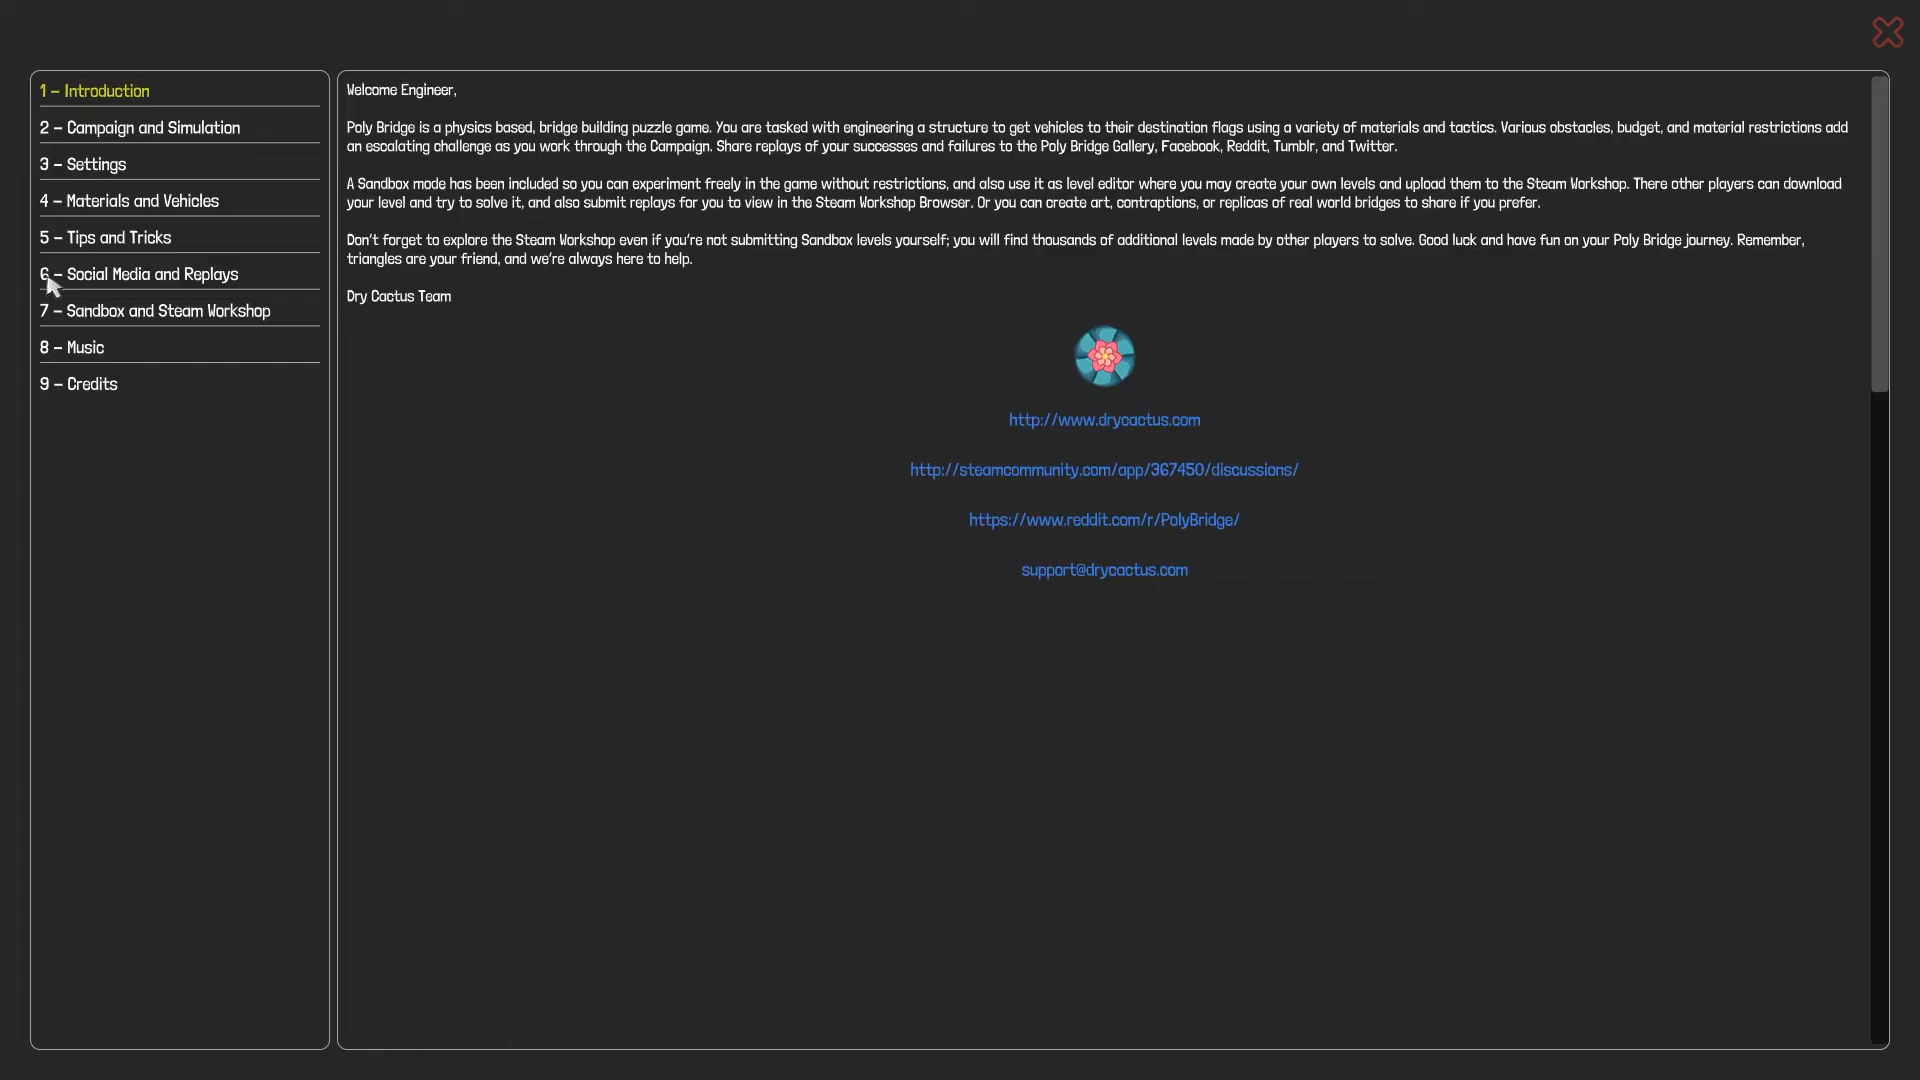 1 – Introduction
2 – Campaign and Simulation
3 – Settings
4 – Materials and Vehicles
5 – Tips and Tricks
6 – Social Media and Replays
7 – Sandbox and Steam Workshop
8 – Music
9 – Credits
Welcome Engineer,
Poly Bridge is a physics based, bridge building puzzle game. You are tasked with engineering a structure to get vehicles to their destination flags using a variety of materials and tactics. Various obstacles, budget, and material restrictions add
an escalating challenge as you work through the Campaign. Share replays of your successes and failures to the Poly Bridge Gallery, Facebook, Reddit, Tumblr, and Twitter.
A Sandbox mode has been included so you can experiment freely in the game without restrictions, and also use it as level editor where you may create your own levels and upload them to the Steam Workshop. There other players can download
your level and try to solve it, and also submit replays for you to view in the Steam Workshop Browser. Or you can create art, contraptions, or replicas of real world bridges to share if you prefer.
Don't forget to explore the Steam Workshop even if you're not submitting Sandbox levels yourself; you will find thousands of additional levels made by other players to solve. Good luck and have fun on your Poly Bridge journey. Remember,
triangles are your friend, and we're always here to help.
Dry Cactus Team
http://www.drycactus.com
http://steamcommunity.com/app/367450/discussions/
https://www.reddit.com/r/PolyBridge/
support@drycactus.com